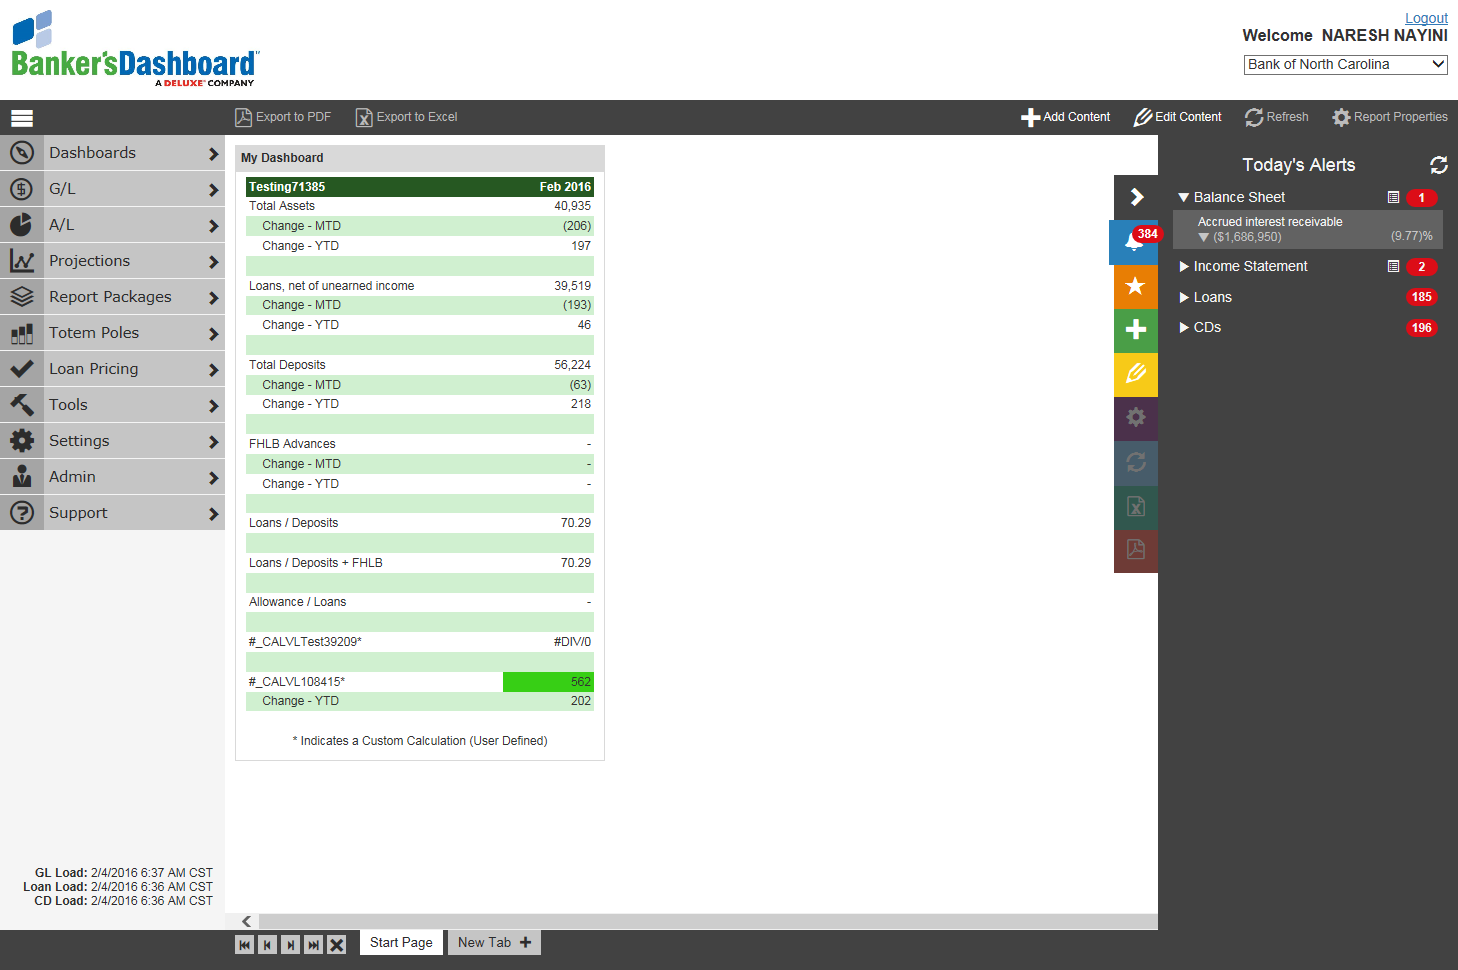 Logout
Welcome NARESH NAYINI
Banker'sDashboard
A DELUXE COMPANY
Bank of North Carolina
Export to PDF
Export to Excel
Add Content
Edit Content
Refresh
Report Properties
Dashboards
G/L
A/L
Projections
Report Packages
Totem Poles
Loan Pricing
Tools
Settings
Admin
Support
GL Load: 2/4/2016 6:37 AM CST
Loan Load: 2/4/2016 6:36 AM CST
CD Load: 2/4/2016 6:36 AM CST
My Dashboard
Testing71385 Feb 2016
Total Assets 40,935
Change - MTD (206)
Change - YTD 197
Loans, net of unearned income 39,519
Change - MTD (193)
Change - YTD 46
Total Deposits 56,224
Change - MTD (63)
Change - YTD 218
FHLB Advances -
Change - MTD -
Change - YTD -
Loans / Deposits 70.29
Loans / Deposits + FHLB 70.29
Allowance / Loans -
#_CALVLTest39209* #DIV/0
#_CALVL108415* 562
Change - YTD 202
* Indicates a Custom Calculation (User Defined)
384
Today's Alerts
Balance Sheet 1
Accrued interest receivable
▼ ($1,686,950) (9.77)%
Income Statement 2
Loans 185
CDs 196
Start Page
New Tab